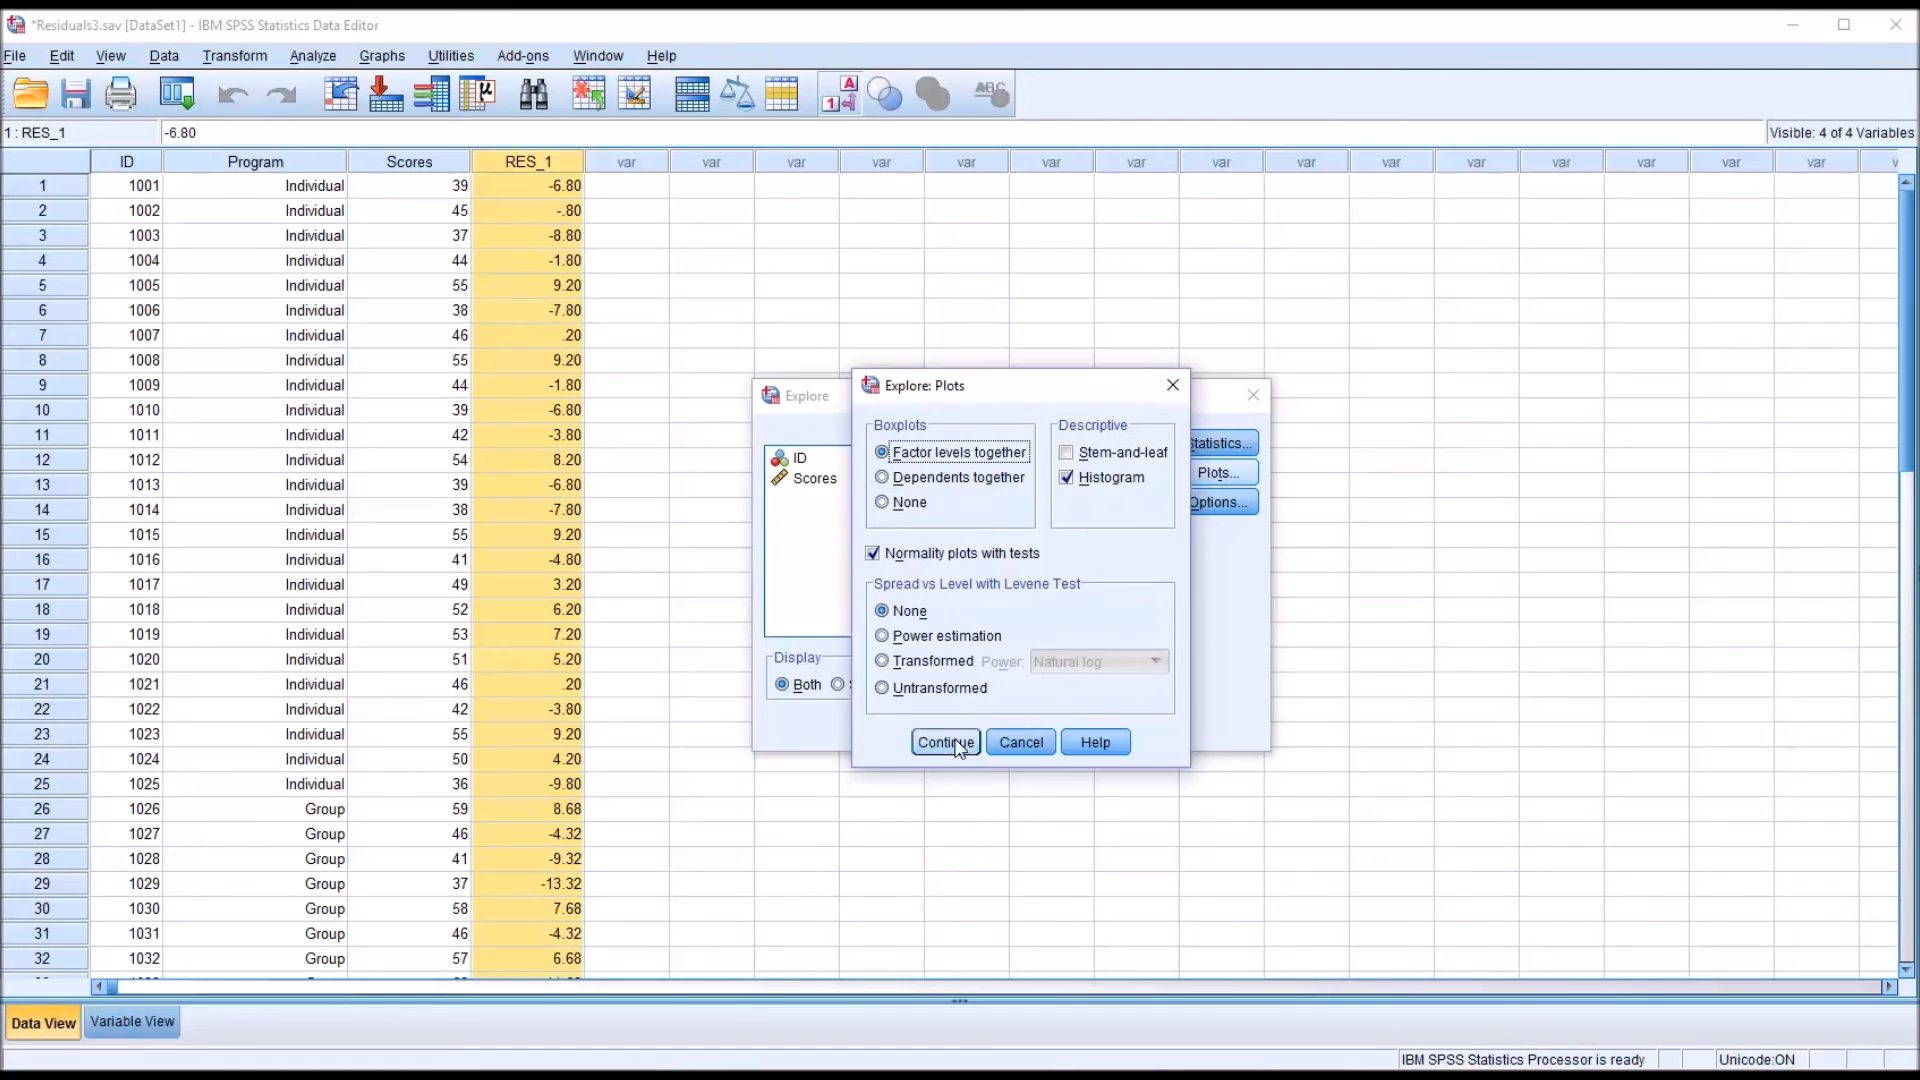 *Residuals3.sav [DataSet1] - IBM SPSS Statistics Data Editor
File Edit View Data Transform Analyze Graphs Utilities Add-ons Window Help
1 : RES_1 -6.80 Visible: 4 of 4 Variables
ID Program Scores RES_1 var var var var var var var var var var var var var var var
1 1001 Individual 39 -6.80
2 1002 Individual 45 -.80
3 1003 Individual 37 -8.80
4 1004 Individual 44 -1.80
5 1005 Individual 55 9.20
6 1006 Individual 38 -7.80
7 1007 Individual 46 .20
8 1008 Individual 55 9.20
9 1009 Individual 44 -1.80
10 1010 Individual 39 -6.80
11 1011 Individual 42 -3.80
12 1012 Individual 54 8.20
13 1013 Individual 39 -6.80
14 1014 Individual 38 -7.80
15 1015 Individual 55 9.20
16 1016 Individual 41 -4.80
17 1017 Individual 49 3.20
18 1018 Individual 52 6.20
19 1019 Individual 53 7.20
20 1020 Individual 51 5.20
21 1021 Individual 46 .20
22 1022 Individual 42 -3.80
23 1023 Individual 55 9.20
24 1024 Individual 50 4.20
25 1025 Individual 36 -9.80
26 1026 Group 59 8.68
27 1027 Group 46 -4.32
28 1028 Group 41 -9.32
29 1029 Group 37 -13.32
30 1030 Group 58 7.68
31 1031 Group 46 -4.32
32 1032 Group 57 6.68
Explore
ID
Scores
Display
Both
Statistics...
Plots...
Options...
Explore: Plots
Boxplots
Factor levels together
Dependents together
None
Descriptive
Stem-and-leaf
Histogram
Normality plots with tests
Spread vs Level with Levene Test
None
Power estimation
Transformed Power: Natural log
Untransformed
Continue Cancel Help
Data View Variable View
IBM SPSS Statistics Processor is ready Unicode:ON